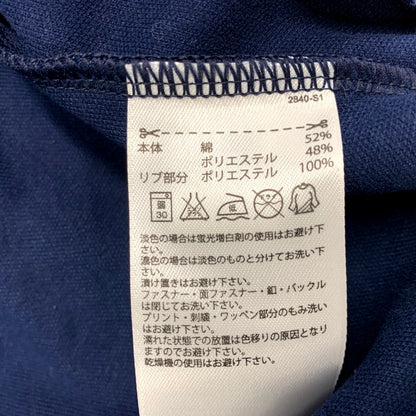 2840-S1
本体 綿 52%
ポリエステル 48%
リブ部分 ポリエステル 100%
弱
30
低
淡色の場合は蛍光増白剤の使用はお避け下さい。
濃色の場合は淡色のものと分けてお洗い下さい。
漬け置きはお避け下さい。
ファスナー・面ファスナー・釦・バックルは閉じてお洗い下さい。
プリント・刺繍・ワッペン部分のもみ洗いはお避け下さい。
濡れた状態での放置は色移りの原因となりますのでお避け下さい。
乾燥機の使用はお避け下さい。